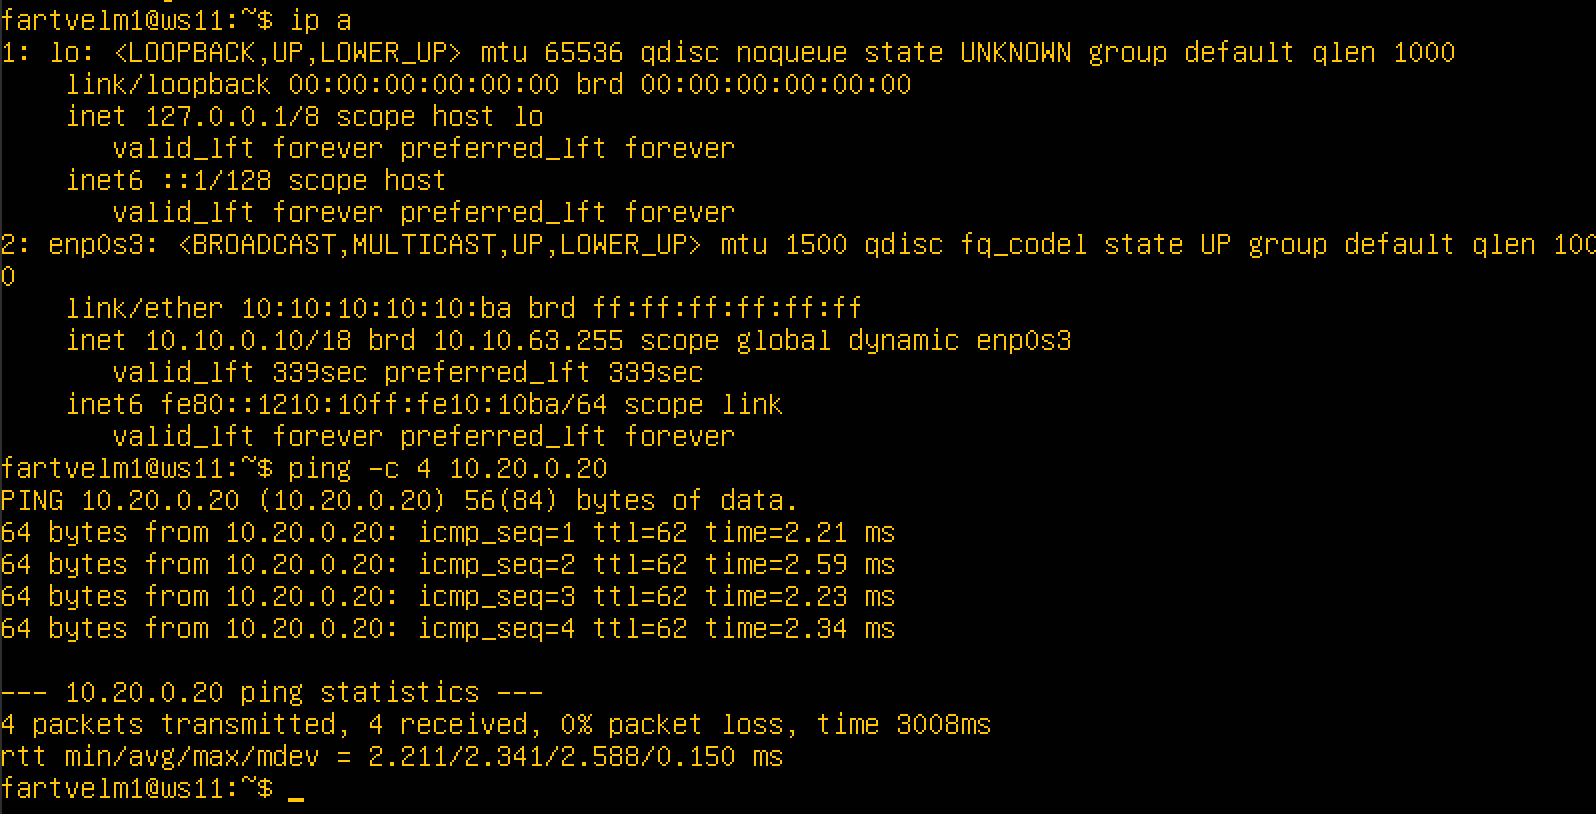 fartvelm1@ws11:~$ ip a
1: lo: <LOOPBACK,UP,LOWER_UP> mtu 65536 qdisc noqueue state UNKNOWN group default qlen 1000
    link/loopback 00:00:00:00:00:00 brd 00:00:00:00:00:00
    inet 127.0.0.1/8 scope host lo
       valid_lft forever preferred_lft forever
    inet6 ::1/128 scope host
       valid_lft forever preferred_lft forever
2: enp0s3: <BROADCAST,MULTICAST,UP,LOWER_UP> mtu 1500 qdisc fq_codel state UP group default qlen 100
0
    link/ether 10:10:10:10:10:ba brd ff:ff:ff:ff:ff:ff
    inet 10.10.0.10/18 brd 10.10.63.255 scope global dynamic enp0s3
       valid_lft 339sec preferred_lft 339sec
    inet6 fe80::1210:10ff:fe10:10ba/64 scope link
       valid_lft forever preferred_lft forever
fartvelm1@ws11:~$ ping -c 4 10.20.0.20
PING 10.20.0.20 (10.20.0.20) 56(84) bytes of data.
64 bytes from 10.20.0.20: icmp_seq=1 ttl=62 time=2.21 ms
64 bytes from 10.20.0.20: icmp_seq=2 ttl=62 time=2.59 ms
64 bytes from 10.20.0.20: icmp_seq=3 ttl=62 time=2.23 ms
64 bytes from 10.20.0.20: icmp_seq=4 ttl=62 time=2.34 ms

--- 10.20.0.20 ping statistics ---
4 packets transmitted, 4 received, 0% packet loss, time 3008ms
rtt min/avg/max/mdev = 2.211/2.341/2.588/0.150 ms
fartvelm1@ws11:~$ _